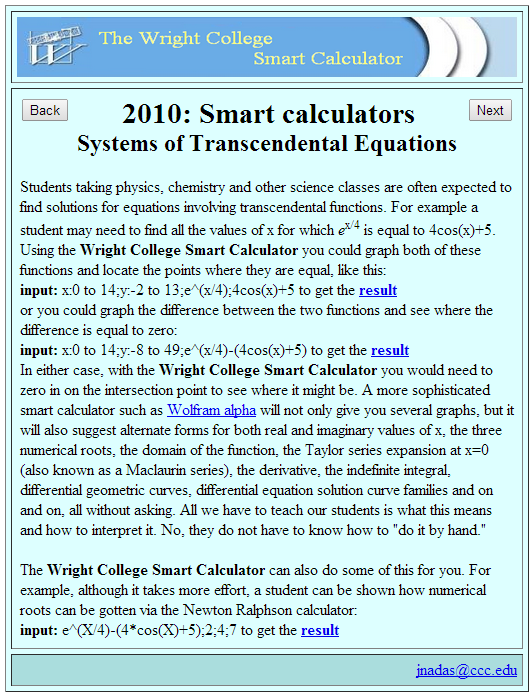 The Wright College
Smart Calculator
Back
2010: Smart calculators
Next
Systems of Transcendental Equations
Students taking physics, chemistry and other science classes are often expected to
find solutions for equations involving transcendental functions. For example a
student may need to find all the values of x for which e^x/4 is equal to 4cos(x)+5.
Using the Wright College Smart Calculator you could graph both of these
functions and locate the points where they are equal, like this:
input: x:0 to 14;y:-2 to 13;e^(x/4);4cos(x)+5 to get the result
or you could graph the difference between the two functions and see where the
difference is equal to zero:
input: x:0 to 14;y:-8 to 49;e^(x/4)-(4cos(x)+5) to get the result
In either case, with the Wright College Smart Calculator you would need to
zero in on the intersection point to see where it might be. A more sophisticated
smart calculator such as Wolfram alpha will not only give you several graphs, but it
will also suggest alternate forms for both real and imaginary values of x, the three
numerical roots, the domain of the function, the Taylor series expansion at x=0
(also known as a Maclaurin series), the derivative, the indefinite integral,
differential geometric curves, differential equation solution curve families and on
and on, all without asking. All we have to teach our students is what this means
and how to interpret it. No, they do not have to know how to "do it by hand."
The Wright College Smart Calculator can also do some of this for you. For
example, although it takes more effort, a student can be shown how numerical
roots can be gotten via the Newton Ralphson calculator:
input: e^(X/4)-(4*cos(X)+5);2;4;7 to get the result
jnadas@ccc.edu